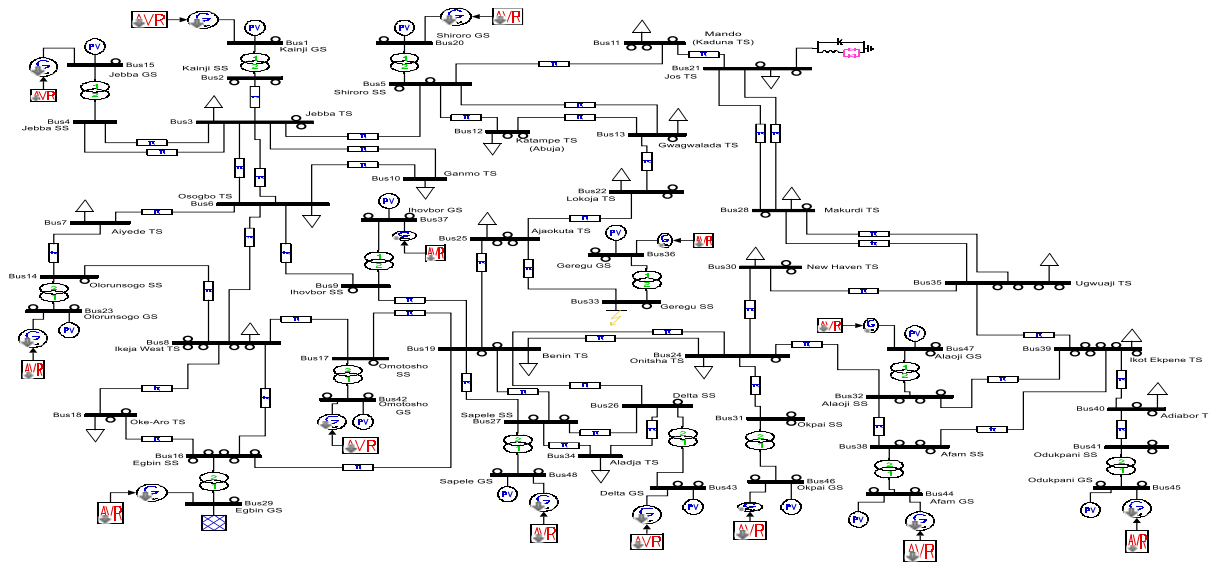 AVR
PV
Bus1
Kainji GS
Kainji SS
Bus2
PV
Bus15
Jebba GS
AVR
Bus4
Jebba SS
Bus3
Jebba TS
PV
Shiroro GS
Bus20
AVR
Bus5
Shiroro SS
Bus11
Mando
(Kaduna TS)
Bus21
Jos TS
Bus12
Katampe TS
(Abuja)
Bus13
Gwagwalada TS
Bus10
Ganmo TS
Osogbo TS
Bus6
Bus7
Aiyede TS
Bus22
Lokoja TS
Bus28
Makurdi TS
PV
Ihovbor GS
Bus37
AVR
Bus9
Ihovbor SS
Bus25
Ajaokuta TS
PV
Bus36
Geregu GS
AVR
Bus33
Geregu SS
Bus30
New Haven TS
Bus35
Ugwuaji TS
Bus14
Olorunsogo SS
Bus23
Olorunsogo GS
PV
AVR
Bus8
Ikeja West TS
Bus17
Omotosho
SS
Bus42
Omotosho
GS
PV
AVR
Bus19
Benin TS
Bus24
Onitsha TS
AVR
PV
Bus47
Alaoji GS
Bus32
Alaoji SS
Bus39
Ikot Ekpene TS
Bus40
Adiabor T
Bus18
Oke-Aro TS
Bus16
Egbin SS
Bus29
Egbin GS
AVR
Sapele SS
Bus27
Delta SS
Bus26
Bus34
Aladja TS
Bus48
Sapele GS
PV
AVR
Bus43
Delta GS
PV
AVR
Bus31
Okpai SS
Bus46
Okpai GS
PV
AVR
Bus38
Afam SS
Bus44
Afam GS
PV
AVR
Bus41
Odukpani SS
Odukpani GS
Bus45
PV
AVR